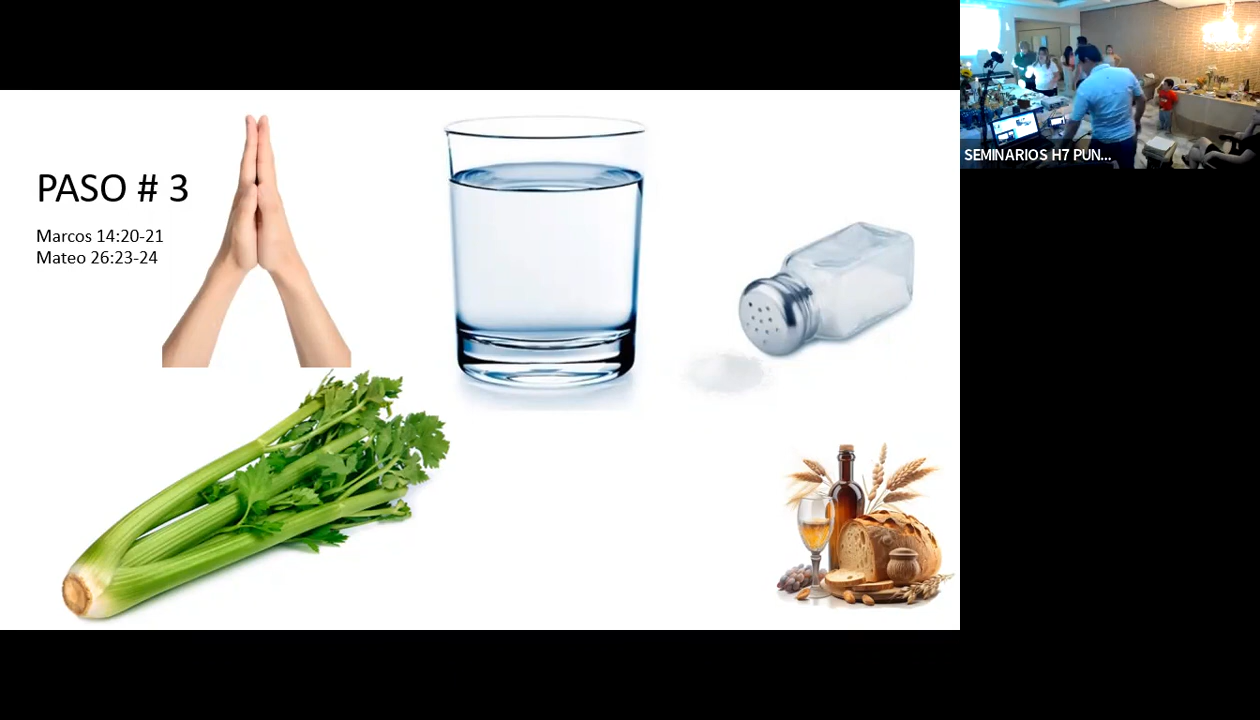 PASO # 3
Marcos 14:20-21
Mateo 26:23-24
SEMINARIOS H7 PUN...